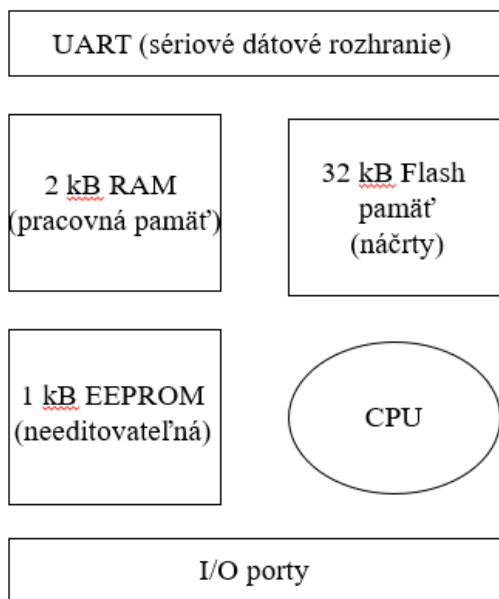 UART (sériové dátové rozhranie)
2 kB RAM
(pracovná pamäť)
32 kB Flash
pamäť
(náčrty)
1 kB EEPROM
(needitovateľná)
CPU
I/O porty